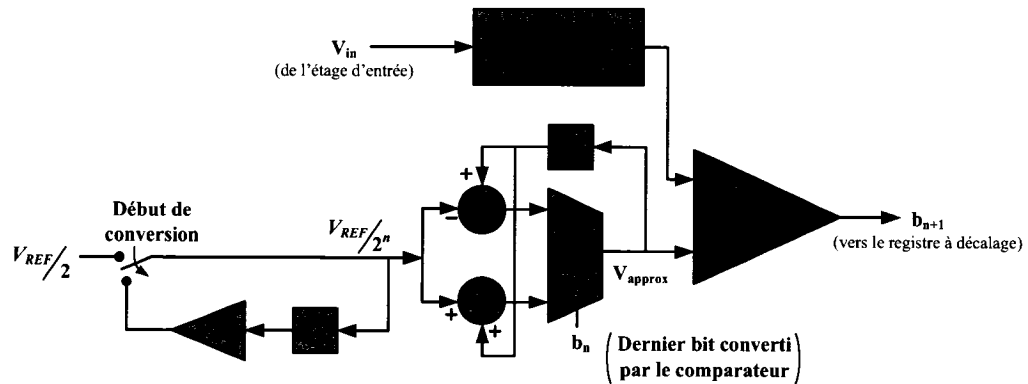 V_in
(de l'étage d'entrée)
Début de
conversion
V_REF/2
V_REF/2^n
+
−
+
+
V_approx
b_n+1
(vers le registre à décalage)
b_n
(Dernier bit converti
par le comparateur)